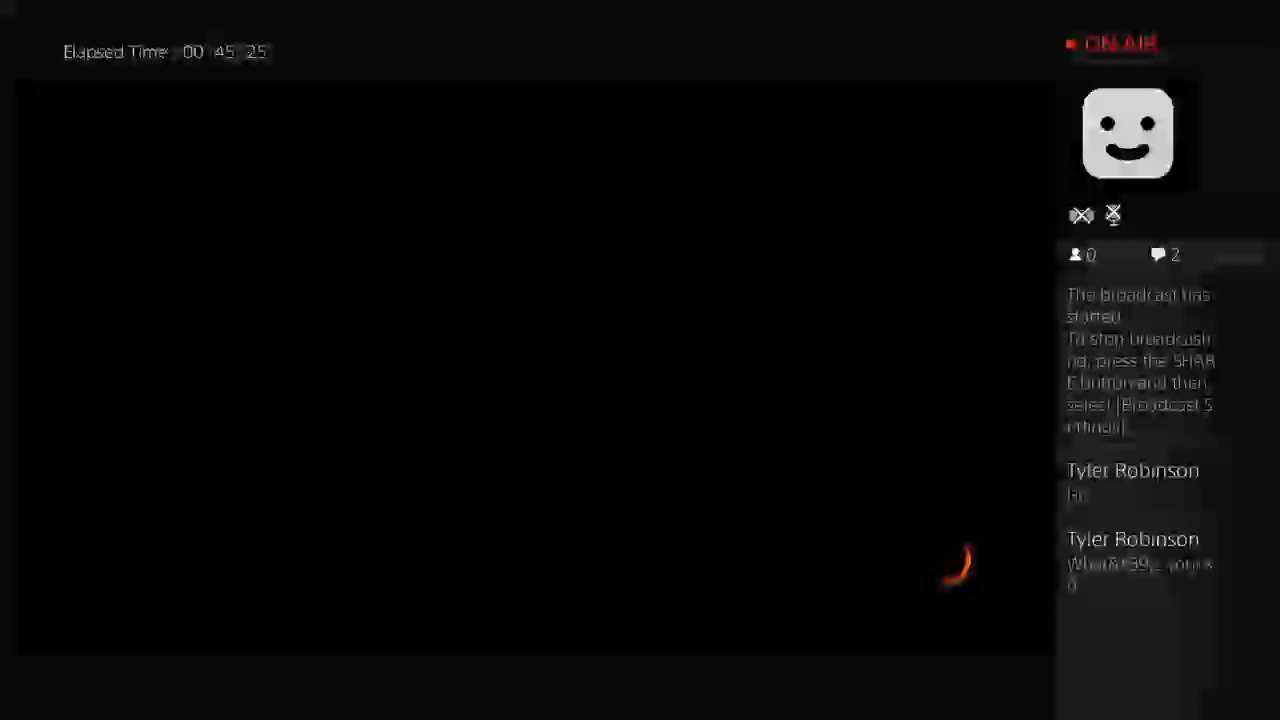 Elapsed Time : 00 : 45 : 25
ON AIR
0
2
The broadcast has
started.
To stop broadcasti
ng, press the SHAR
E button and then
select [Broadcast S
ettings].
Tyler Robinson
Hi
Tyler Robinson